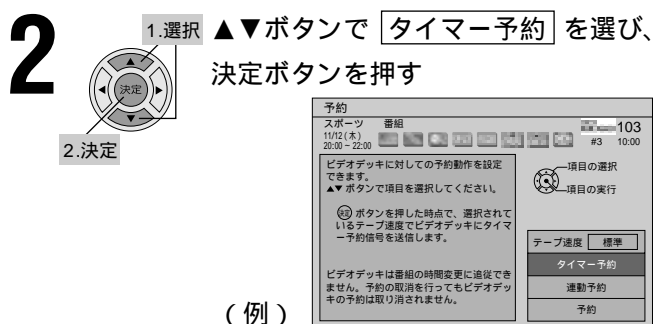 2
1.選択
▲▼ボタンで タイマー予約 を選び、
決定ボタンを押す
決定
2.決定
予約
スポーツ 番組
11/12(木)
20:00 – 22:00
103
#3 10:00
ビデオデッキに対しての予約動作を設定
できます。
▲▼ ボタンで項目を選択してください。
決定 ボタンを押した時点で、選択されて
いるテープ速度でビデオデッキにタイマ
ー予約信号を送信します。
ビデオデッキは番組の時間変更に追従でき
ません。予約の取消を行ってもビデオデッ
キの予約は取り消されません。
項目の選択
項目の実行
テープ速度 標準
タイマー予約
連動予約
予約
(例)